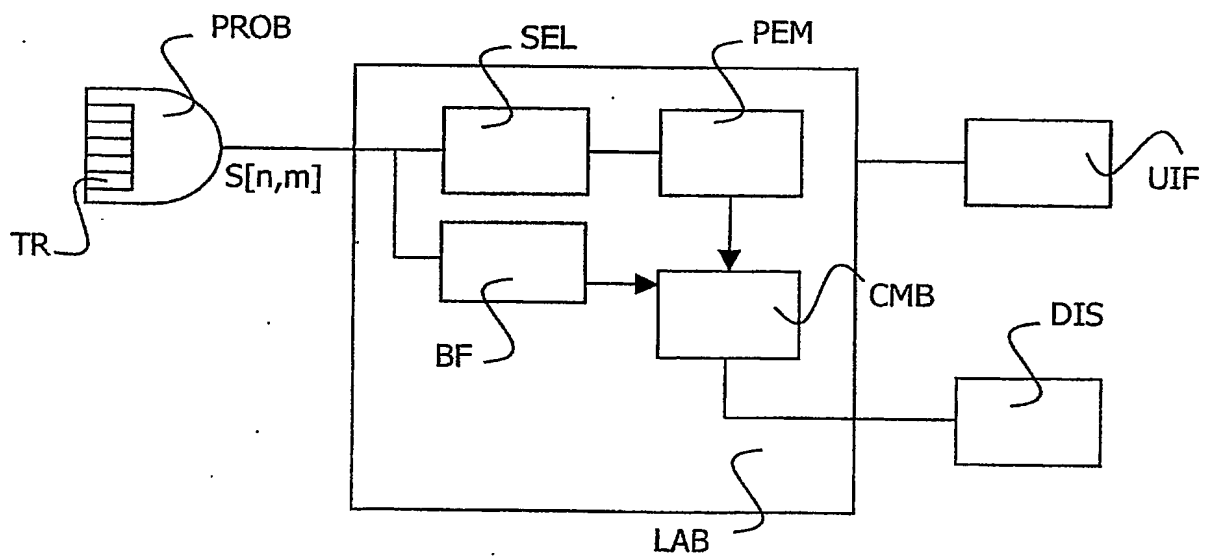 PROB
SEL
PEM
S[n,m]
UIF
TR
CMB
BF
DIS
LAB